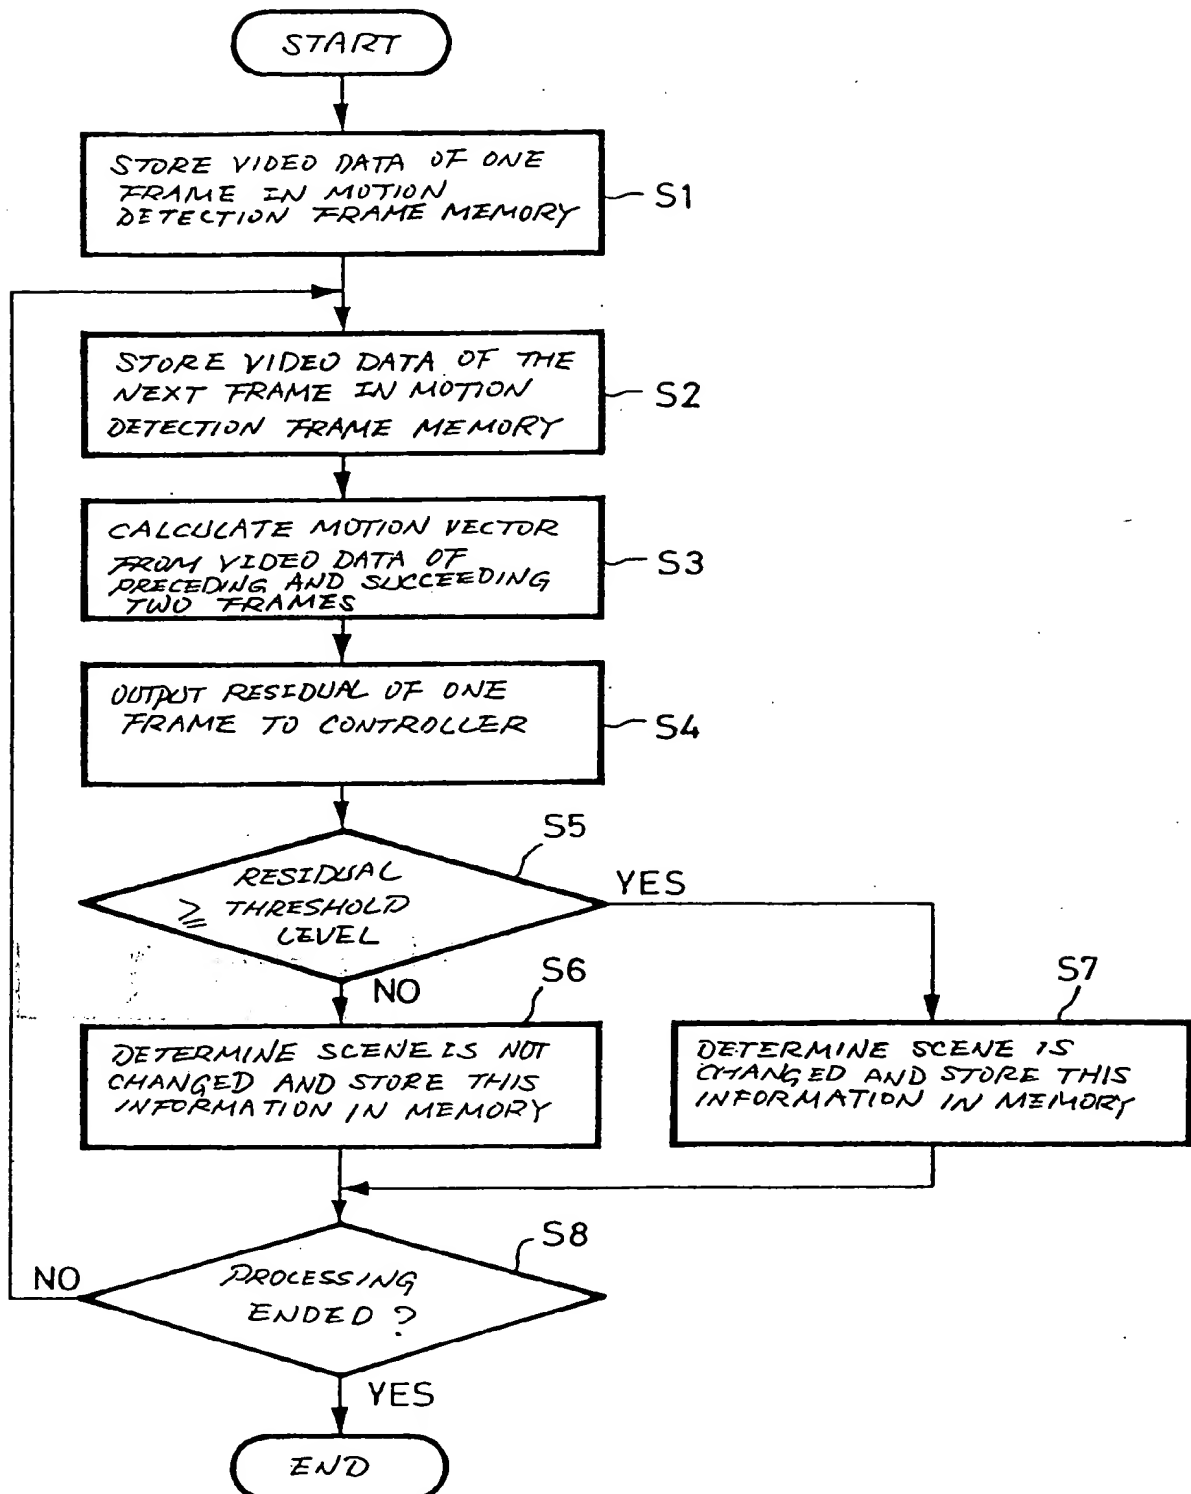 START
STORE VIDEO DATA OF ONE
FRAME IN MOTION
DETECTION FRAME MEMORY
S1
STORE VIDEO DATA OF THE
NEXT FRAME IN MOTION
DETECTION FRAME MEMORY
S2
CALCULATE MOTION VECTOR
FROM VIDEO DATA OF
PRECEDING AND SUCCEEDING
TWO FRAMES
S3
OUTPUT RESIDUAL OF ONE
FRAME TO CONTROLLER
S4
S5
RESIDUAL
≧ THRESHOLD
LEVEL
YES
NO
S6
DETERMINE SCENE IS NOT
CHANGED AND STORE THIS
INFORMATION IN MEMORY
S7
DETERMINE SCENE IS
CHANGED AND STORE THIS
INFORMATION IN MEMORY
S8
PROCESSING
ENDED ?
NO
YES
END